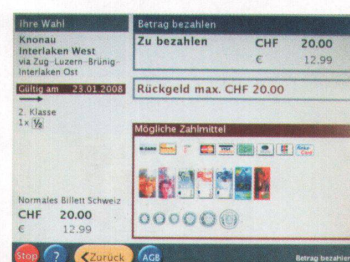 Ihre Wahl
Knonau
Interlaken West
via Zug-Luzern-Brünig-
Interlaken Ost
Gültig am 23.01.2008
2. Klasse
1x ½
Normales Billett Schweiz
CHF 20.00
€ 12.99
Betrag bezahlen
Zu bezahlen CHF 20.00
€ 12.99
Rückgeld max. CHF 20.00
Mögliche Zahlmittel
Stop ? Zurück AGB Betrag bezahlen